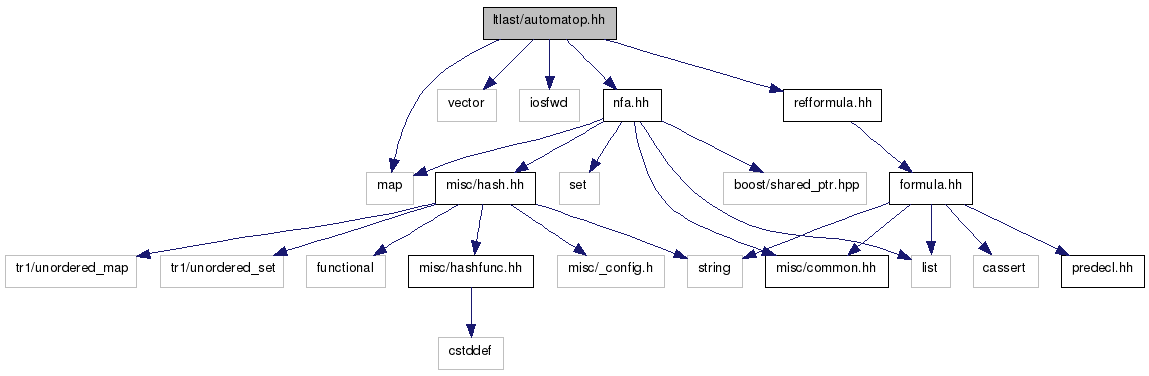 ltlast/automatop.hh
vector
iosfwd
nfa.hh
refformula.hh
map
misc/hash.hh
set
boost/shared_ptr.hpp
formula.hh
tr1/unordered_map
tr1/unordered_set
functional
misc/hashfunc.hh
misc/_config.h
string
misc/common.hh
list
cassert
predecl.hh
cstddef